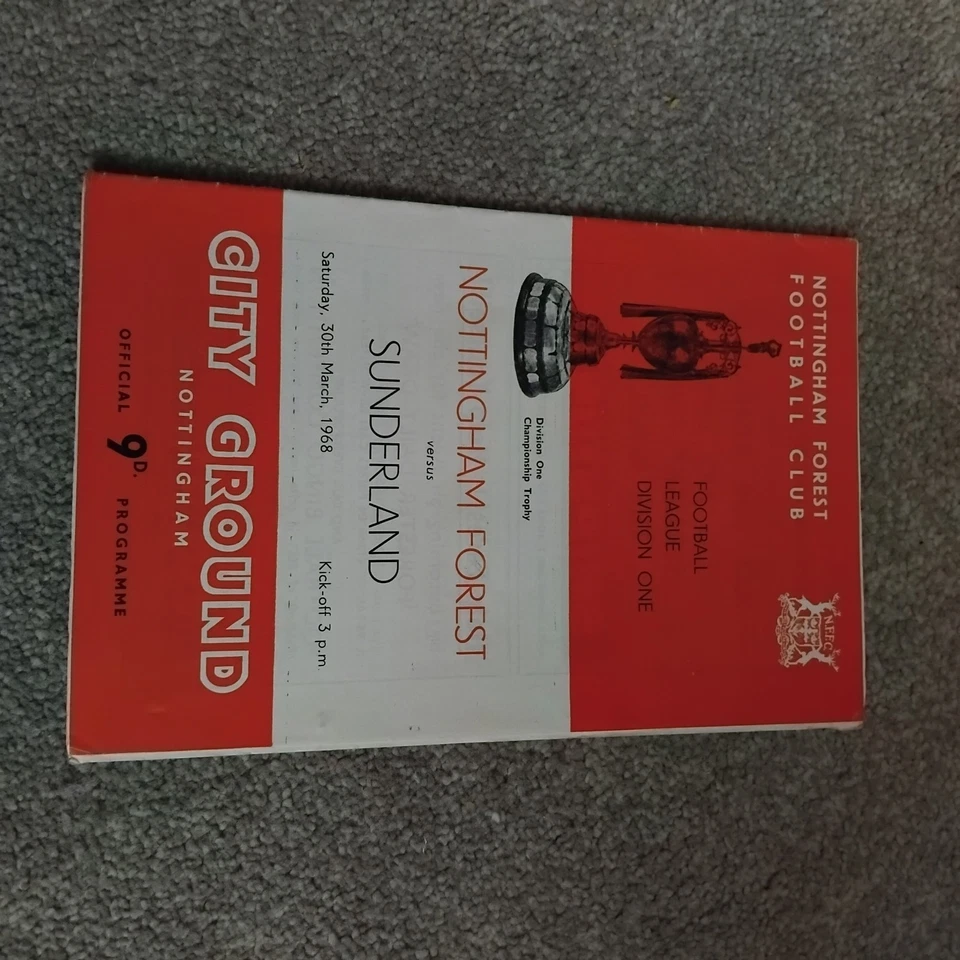 NOTTINGHAM FOREST
FOOTBALL CLUB
N.F.F.C.
FOOTBALL
LEAGUE
DIVISION ONE
Division One
Championship Trophy
NOTTINGHAM FOREST
versus
SUNDERLAND
Saturday, 30th March, 1968 Kick-off 3 p.m.
CITY GROUND
NOTTINGHAM
OFFICIAL 9D. PROGRAMME